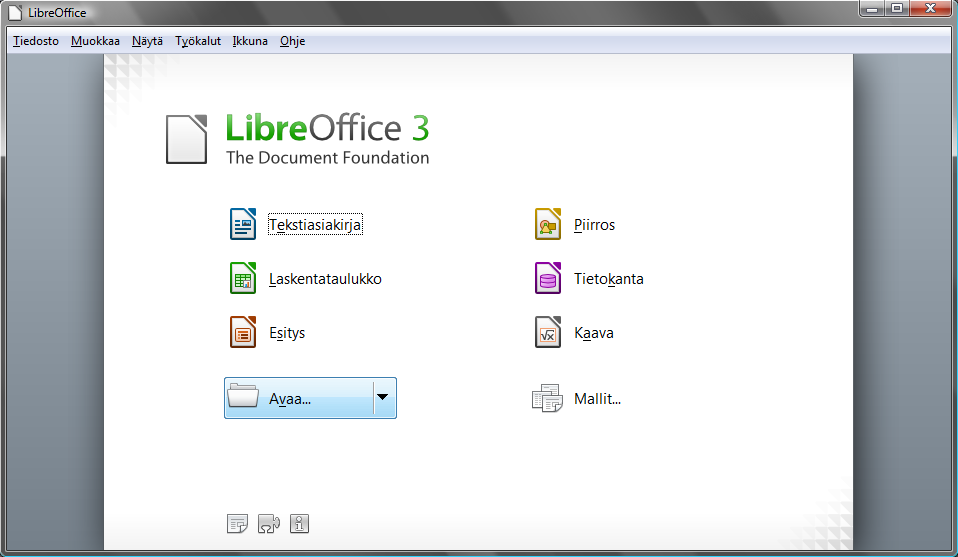 LibreOffice
Tiedosto Muokkaa Näytä Työkalut Ikkuna Ohje
LibreOffice 3
The Document Foundation
Tekstiasiakirja
Piirros
Laskentataulukko
Tietokanta
Esitys
Kaava
Avaa...
Mallit...